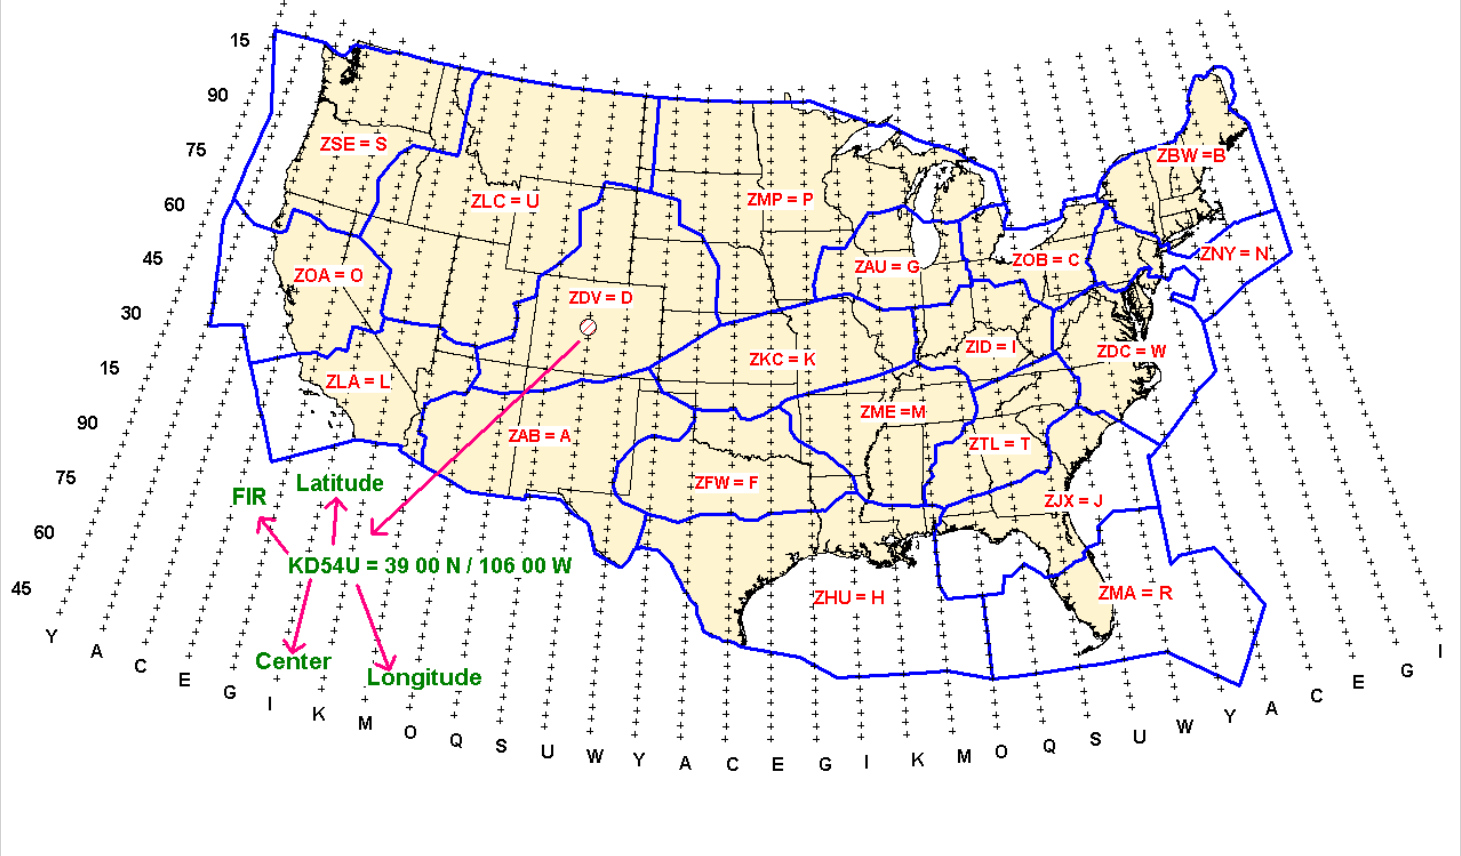 15
90
75
60
45
30
15
90
75
60
45
ZSE = S
ZLC = U
ZMP = P
ZBW =B
ZOA = O
ZDV = D
ZAU = G
ZOB = C
ZNY = N
ZLA = L
ZKC = K
ZID = I
ZDC = W
ZAB = A
ZME =M
ZTL = T
ZFW = F
ZJX = J
ZHU = H
ZMA = R
FIR
Latitude
KD54U = 39 00 N / 106 00 W
Center
Longitude
Y A C E G I K M O Q S U W Y A C E G I K M O Q S U W Y A C E G I